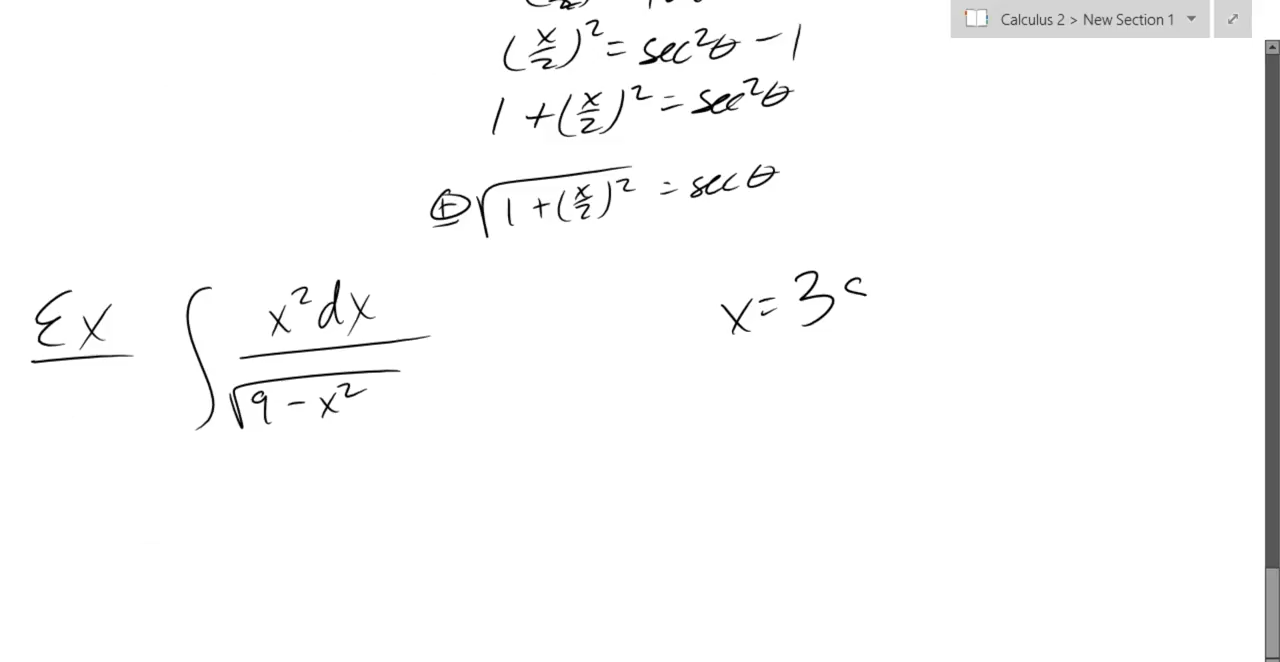 Calculus 2 > New Section 1
(x/2)² = sec²θ − 1
1 + (x/2)² = sec²θ
⊕√(1 + (x/2)²) = secθ
Ex ∫ x²dx / √(9 − x²)
x = 3